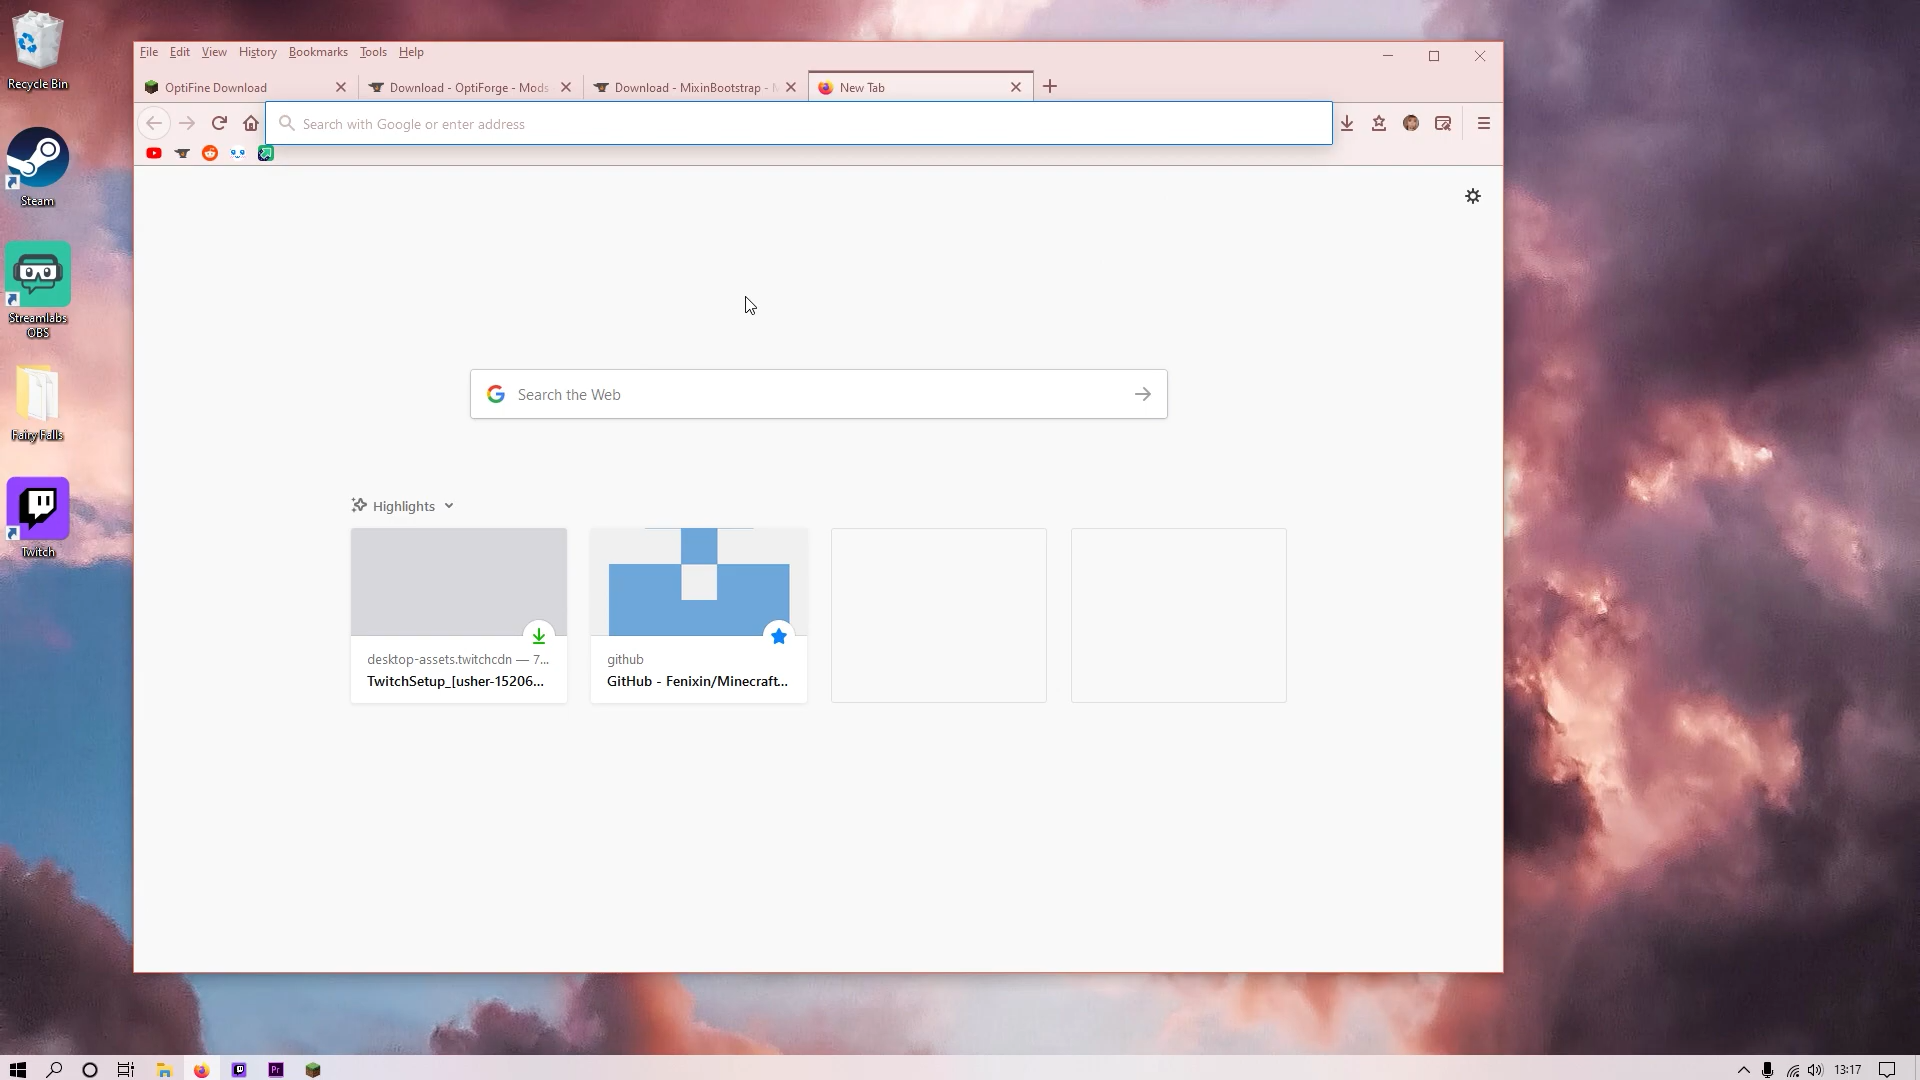 Recycle Bin
Steam
Streamlabs
OBS
Fairy Falls
Twitch
File Edit View History Bookmarks Tools Help
OptiFine Download
Download - OptiForge - Mods
Download - MixinBootstrap -
New Tab
Search with Google or enter address
Search the Web
Highlights
desktop-assets.twitchcdn — 7...
TwitchSetup_[usher-15206...
github
GitHub - Fenixin/Minecraft...
Pr
13:17